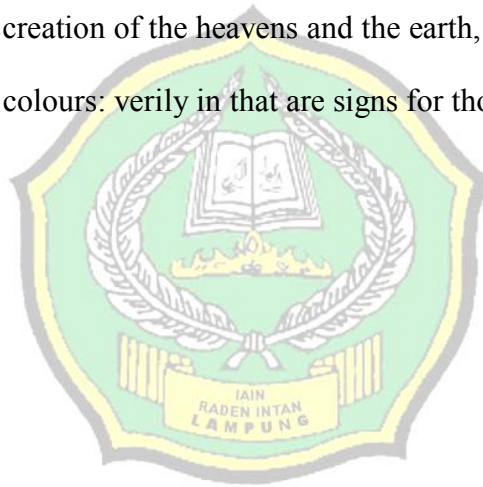 creation of the heavens and the earth,
colours: verily in that are signs for tho
IAIN
RADEN INTAN
LAMPUNG